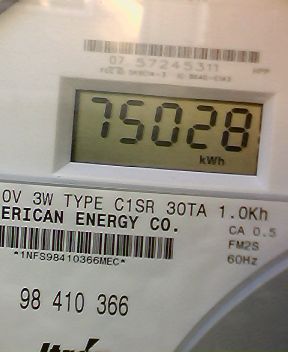 07 57245311
75028
kWh
0V 3W TYPE C1SR 30TA 1.0Kh
ERICAN ENERGY CO.
CA 0.5
FM2S
60Hz
*1NFS98410366MEC*
98 410 366